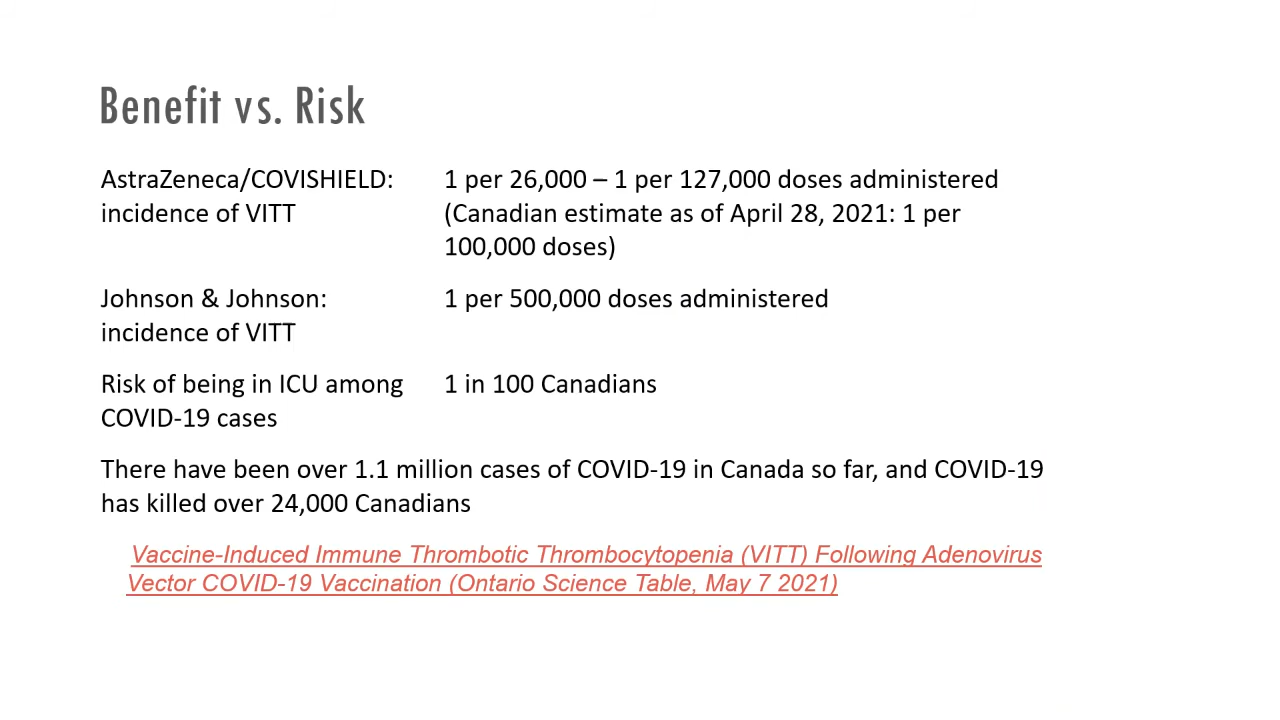 Benefit vs. Risk
AstraZeneca/COVISHIELD:
incidence of VITT
1 per 26,000 – 1 per 127,000 doses administered
(Canadian estimate as of April 28, 2021: 1 per
100,000 doses)
Johnson & Johnson:
incidence of VITT
1 per 500,000 doses administered
Risk of being in ICU among
COVID-19 cases
1 in 100 Canadians
There have been over 1.1 million cases of COVID-19 in Canada so far, and COVID-19
has killed over 24,000 Canadians
Vaccine-Induced Immune Thrombotic Thrombocytopenia (VITT) Following Adenovirus
Vector COVID-19 Vaccination (Ontario Science Table, May 7 2021)